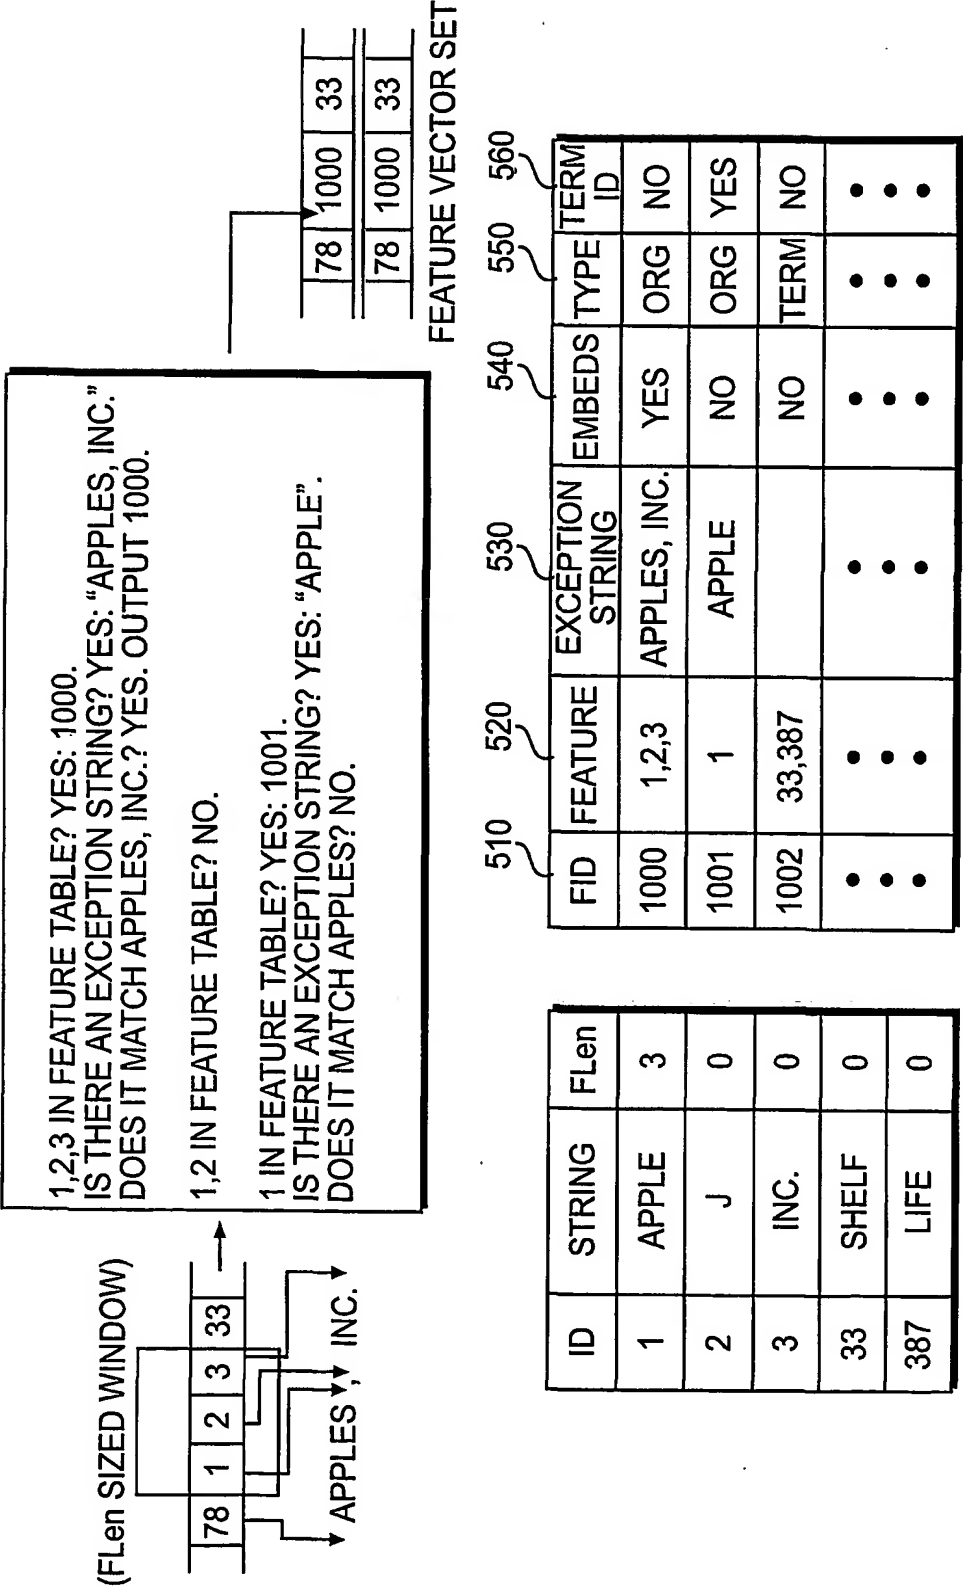 (FLen SIZED WINDOW)
78 1 2 3 33
APPLES , INC.
1,2,3 IN FEATURE TABLE? YES: 1000.
IS THERE AN EXCEPTION STRING? YES: “APPLES, INC.”
DOES IT MATCH APPLES, INC.? YES. OUTPUT 1000.
1,2 IN FEATURE TABLE? NO.
1 IN FEATURE TABLE? YES: 1001.
IS THERE AN EXCEPTION STRING? YES: “APPLE”.
DOES IT MATCH APPLES? NO.
78 1000 33
78 1000 33
FEATURE VECTOR SET
ID STRING FLen
1 APPLE 3
2 J 0
3 INC. 0
33 SHELF 0
387 LIFE 0
510 520 530 540 550 560
FID FEATURE EXCEPTION STRING EMBEDS TYPE TERM ID
1000 1,2,3 APPLES, INC. YES ORG NO
1001 1 APPLE NO ORG YES
1002 33,387 NO TERM NO